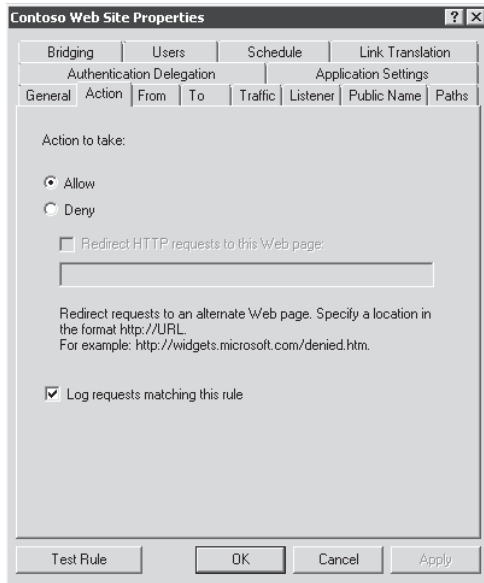 Contoso Web Site Properties
Bridging Users Schedule Link Translation
Authentication Delegation Application Settings
General Action From To Traffic Listener Public Name Paths
Action to take:
Allow
Deny
Redirect HTTP requests to this Web page:
Redirect requests to an alternate Web page. Specify a location in
the format http://URL.
For example: http://widgets.microsoft.com/denied.htm.
Log requests matching this rule
Test Rule OK Cancel Apply